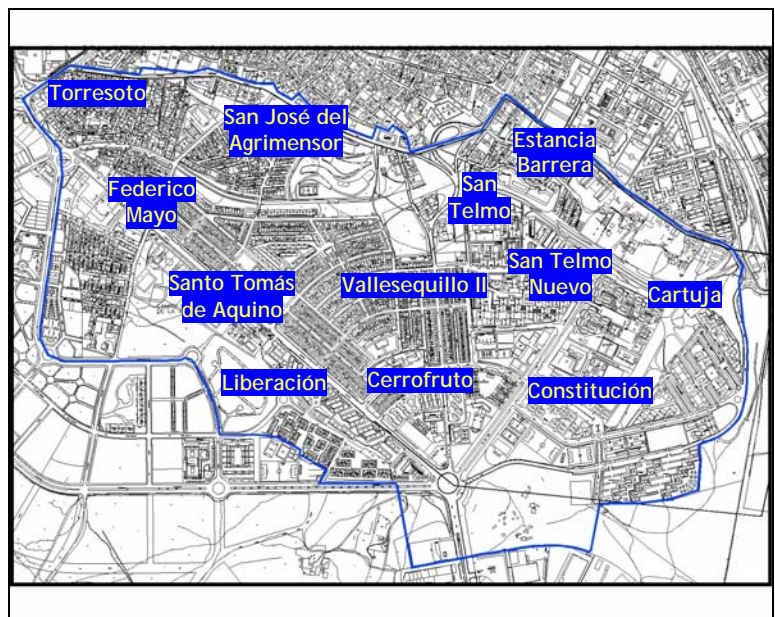 Torresoto
San José del
Agrimensor
Estancia
Barrera
Federico
Mayo
San
Telmo
San Telmo
Nuevo
Santo Tomás
de Aquino
Vallesequillo II
Cartuja
Liberación
Cerrofruto
Constitución